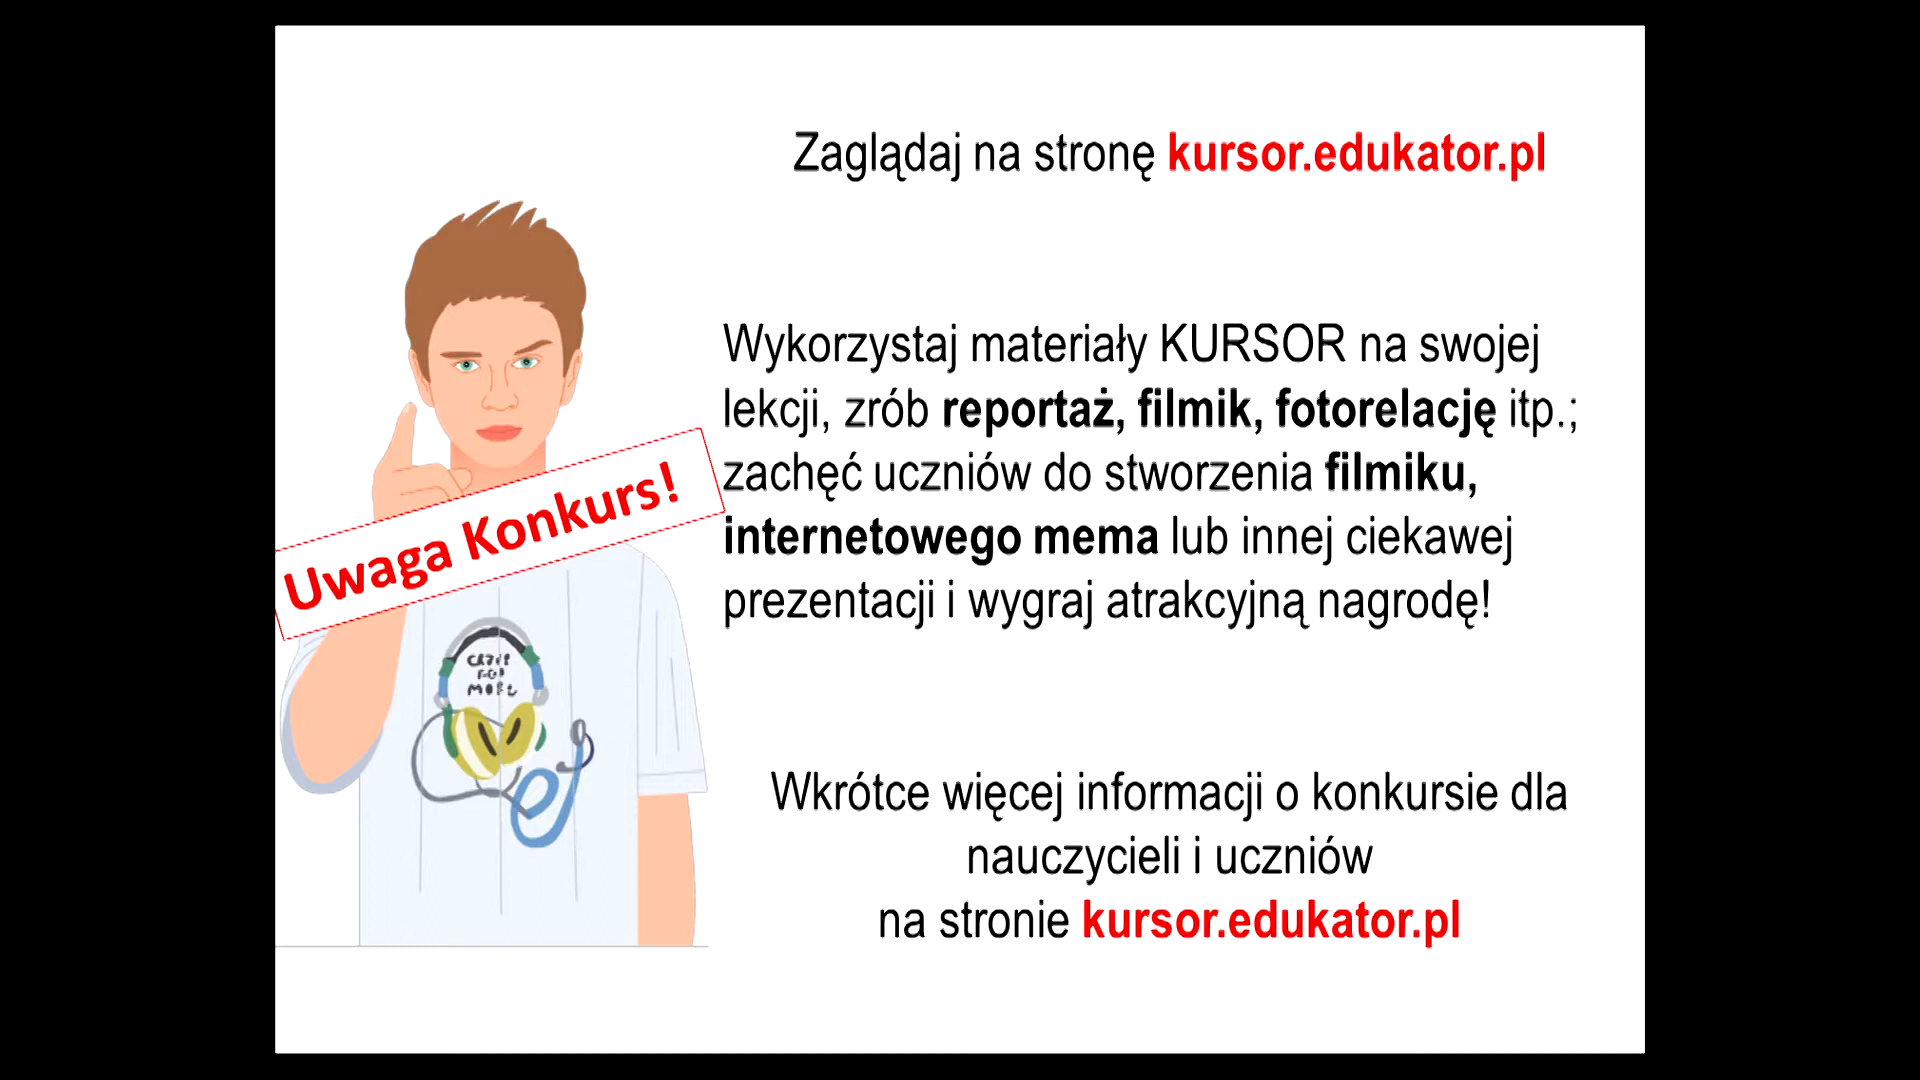 Zaglądaj na stronę kursor.edukator.pl
Wykorzystaj materiały KURSOR na swojej
lekcji, zrób reportaż, filmik, fotorelację itp.;
zachęć uczniów do stworzenia filmiku,
internetowego mema lub innej ciekawej
prezentacji i wygraj atrakcyjną nagrodę!
Uwaga Konkurs!
Wkrótce więcej informacji o konkursie dla
nauczycieli i uczniów
na stronie kursor.edukator.pl